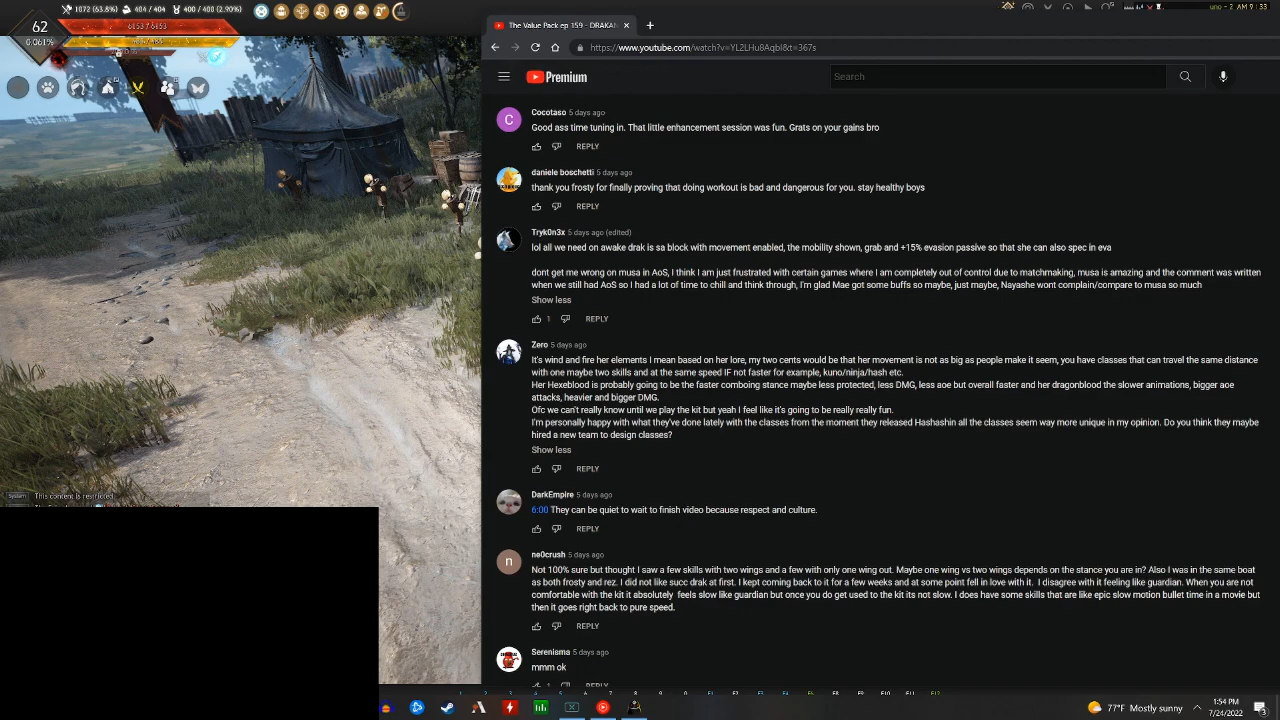 62
0.061%
1072 (63.8%)
404 / 404
400 / 400 (2.90%)
6153 / 6153
System This content is restricted.
uno - 2 AM 9 : 33
The Value Pack ep 159 - DRAKAN
https://www.youtube.com/watch?v=YL2LHu8Aqbl&t=3673s
Premium
Search
C
Cocotaso 5 days ago
Good ass time tuning in. That little enhancement session was fun. Grats on your gains bro
REPLY
daniele boschetti 5 days ago
thank you frosty for finally proving that doing workout is bad and dangerous for you. stay healthy boys
REPLY
Tryk0n3x 5 days ago (edited)
lol all we need on awake drak is sa block with movement enabled, the mobility shown, grab and +15% evasion passive so that she can also spec in eva
dont get me wrong on musa in AoS, I think I am just frustrated with certain games where I am completely out of control due to matchmaking, musa is amazing and the comment was written
when we still had AoS so I had a lot of time to chill and think through, I'm glad Mae got some buffs so maybe, just maybe, Nayashe wont complain/compare to musa so much
Show less
1 REPLY
Zero 5 days ago
It's wind and fire her elements I mean based on her lore, my two cents would be that her movement is not as big as people make it seem, you have classes that can travel the same distance
with one maybe two skills and at the same speed IF not faster for example, kuno/ninja/hash etc.
Her Hexeblood is probably going to be the faster comboing stance maybe less protected, less DMG, less aoe but overall faster and her dragonblood the slower animations, bigger aoe
attacks, heavier and bigger DMG.
Ofc we can't really know until we play the kit but yeah I feel like it's going to be really really fun.
I'm personally happy with what they've done lately with the classes from the moment they released Hashashin all the classes seem way more unique in my opinion. Do you think they maybe
hired a new team to design classes?
Show less
REPLY
DarkEmpire 5 days ago
6:00 They can be quiet to wait to finish video because respect and culture.
REPLY
n
ne0crush 5 days ago
Not 100% sure but thought I saw a few skills with two wings and a few with only one wing out. Maybe one wing vs two wings depends on the stance you are in? Also I was in the same boat
as both frosty and rez. I did not like succ drak at first. I kept coming back to it for a few weeks and at some point fell in love with it. I disagree with it feeling like guardian. When you are not
comfortable with the kit it absolutely feels slow like guardian but once you do get used to the kit its not slow. I does have some skills that are like epic slow motion bullet time in a movie but
then it goes right back to pure speed.
REPLY
Serenisma 5 days ago
mmm ok
1 REPLY
77°F Mostly sunny
1:54 PM
7/24/2022